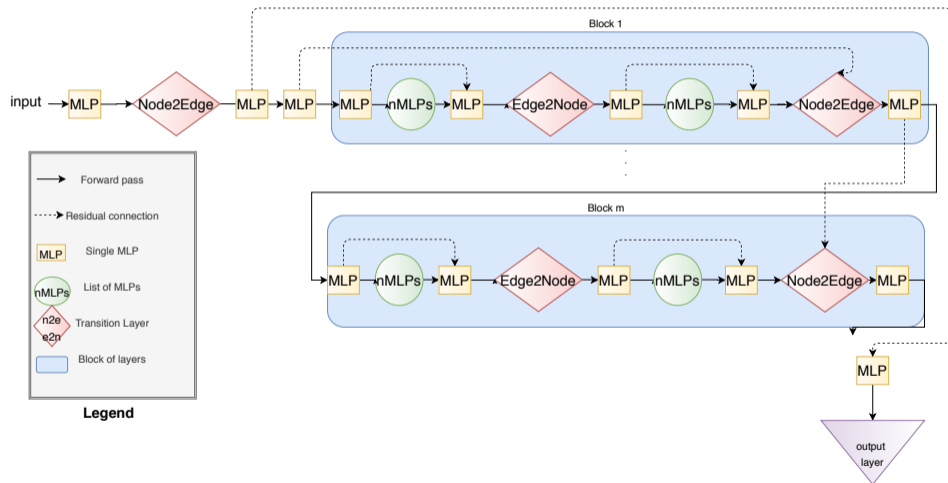 Block 1
input
MLP
Node2Edge
MLP
MLP
MLP
nMLPs
MLP
Edge2Node
MLP
nMLPs
MLP
Node2Edge
MLP
Block m
MLP
nMLPs
MLP
Edge2Node
MLP
nMLPs
MLP
Node2Edge
MLP
Forward pass
Residual connection
MLP
Single MLP
nMLPs
List of MLPs
n2e
e2n
Transition Layer
Block of layers
Legend
MLP
output
layer